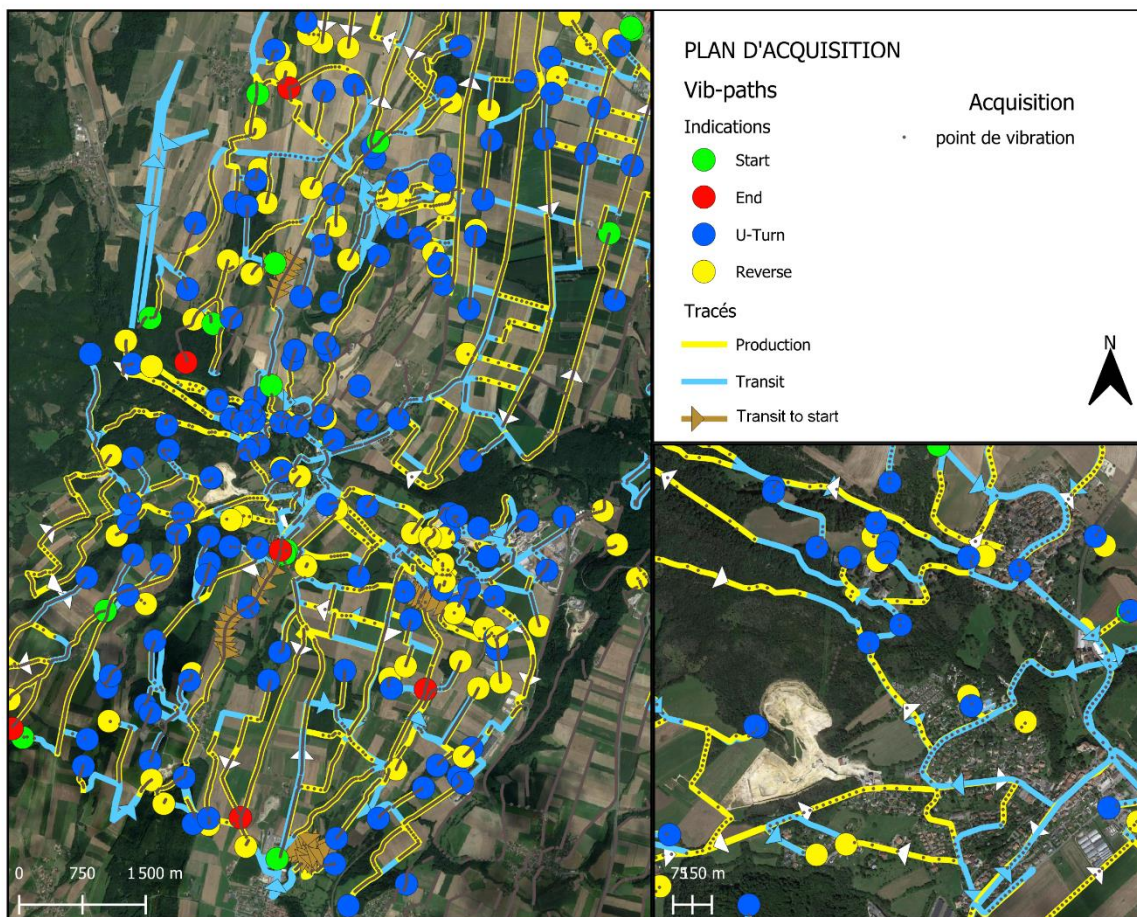 PLAN D'ACQUISITION
Vib-paths
Acquisition
Indications
point de vibration
Start
End
U-Turn
Reverse
Tracés
Production
Transit
Transit to start
N
0 750 1 500 m